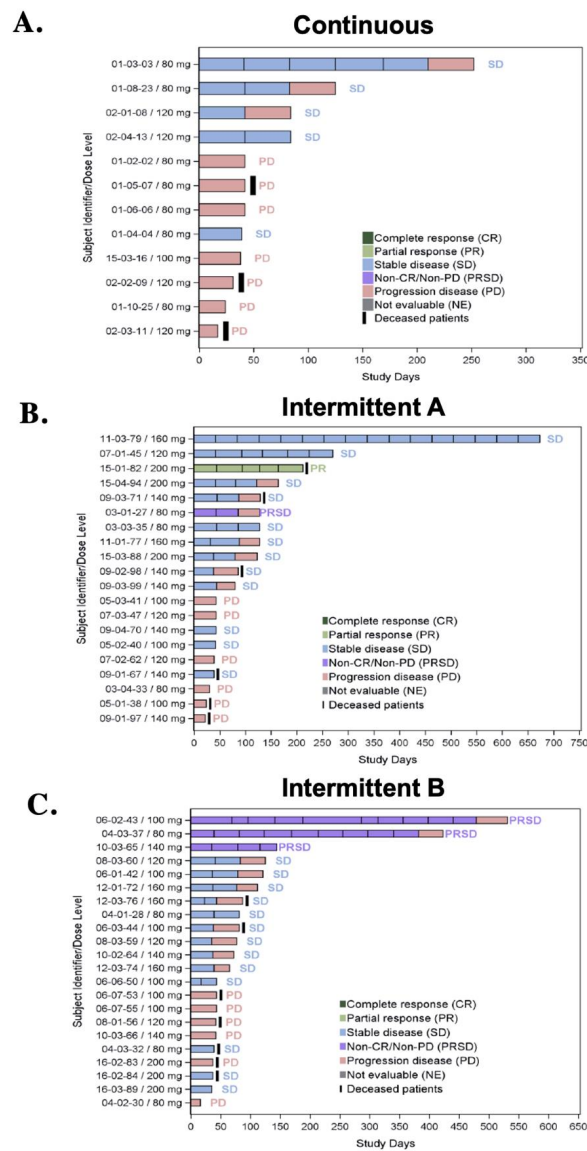 A.
Continuous
Subject Identifier/Dose Level
01-03-03 / 80 mg SD
01-08-23 / 80 mg SD
02-01-08 / 120 mg SD
02-04-13 / 120 mg SD
01-02-02 / 80 mg PD
01-05-07 / 80 mg PD
01-06-06 / 80 mg PD
01-04-04 / 80 mg SD
15-03-16 / 100 mg PD
02-02-09 / 120 mg PD
01-10-25 / 80 mg PD
02-03-11 / 120 mg PD
Complete response (CR)
Partial response (PR)
Stable disease (SD)
Non-CR/Non-PD (PRSD)
Progression disease (PD)
Not evaluable (NE)
Deceased patients
0 50 100 150 200 250 300 350
Study Days
B.
Intermittent A
Subject Identifier/Dose Level
11-03-79 / 160 mg SD
07-01-45 / 120 mg SD
15-01-82 / 200 mg PR
15-04-94 / 200 mg SD
09-03-71 / 140 mg SD
03-01-27 / 80 mg PRSD
03-03-35 / 80 mg SD
11-01-77 / 160 mg SD
15-03-88 / 200 mg SD
09-02-98 / 140 mg SD
09-03-99 / 140 mg SD
05-03-41 / 100 mg PD
07-03-47 / 120 mg PD
09-04-70 / 140 mg SD
05-02-40 / 100 mg SD
07-02-62 / 120 mg PD
09-01-67 / 140 mg SD
03-04-33 / 80 mg PD
05-01-38 / 100 mg PD
09-01-97 / 140 mg PD
Complete response (CR)
Partial response (PR)
Stable disease (SD)
Non-CR/Non-PD (PRSD)
Progression disease (PD)
Not evaluable (NE)
Deceased patients
0 50 100 150 200 250 300 350 400 450 500 550 600 650 700 750
Study Days
C.
Intermittent B
Subject Identifier/Dose Level
06-02-43 / 100 mg PRSD
04-03-37 / 80 mg PRSD
10-03-65 / 140 mg PRSD
08-03-60 / 120 mg SD
06-01-42 / 100 mg SD
12-01-72 / 160 mg SD
12-03-76 / 160 mg SD
04-01-28 / 80 mg SD
06-03-44 / 100 mg SD
08-03-59 / 120 mg SD
10-02-64 / 140 mg SD
12-03-74 / 160 mg SD
06-06-50 / 100 mg SD
06-07-53 / 100 mg PD
06-07-55 / 100 mg PD
08-01-56 / 120 mg PD
10-03-66 / 140 mg PD
04-03-32 / 80 mg SD
16-02-83 / 200 mg PD
16-02-84 / 200 mg SD
16-03-89 / 200 mg SD
04-02-30 / 80 mg PD
Complete response (CR)
Partial response (PR)
Stable disease (SD)
Non-CR/Non-PD (PRSD)
Progression disease (PD)
Not evaluable (NE)
Deceased patients
0 50 100 150 200 250 300 350 400 450 500 550 600 650
Study Days